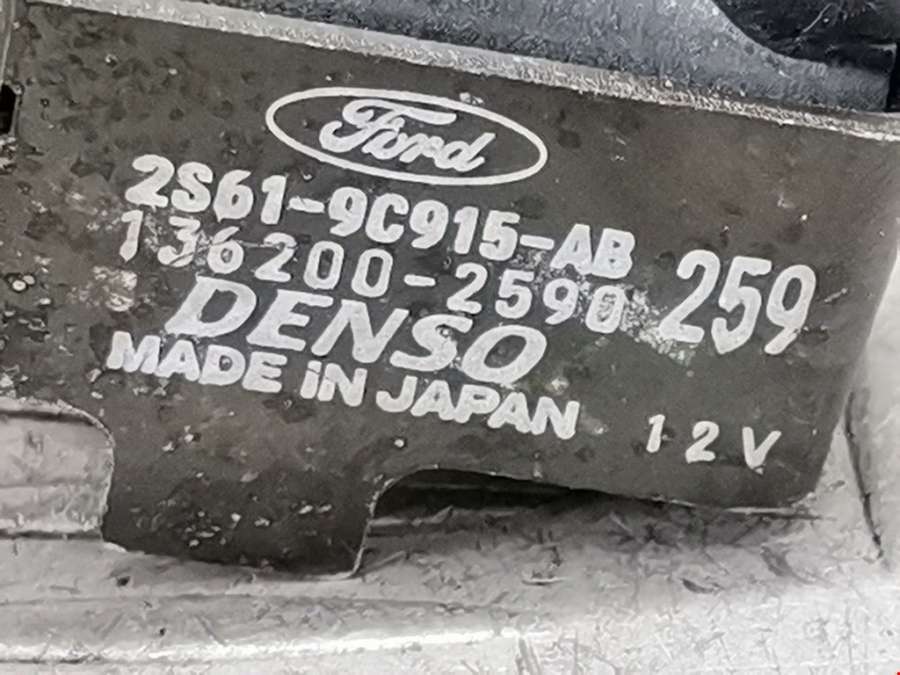 Ford
2S61-9C915-AB
136200-2590 259
DENSO
MADE iN JAPAN
12V